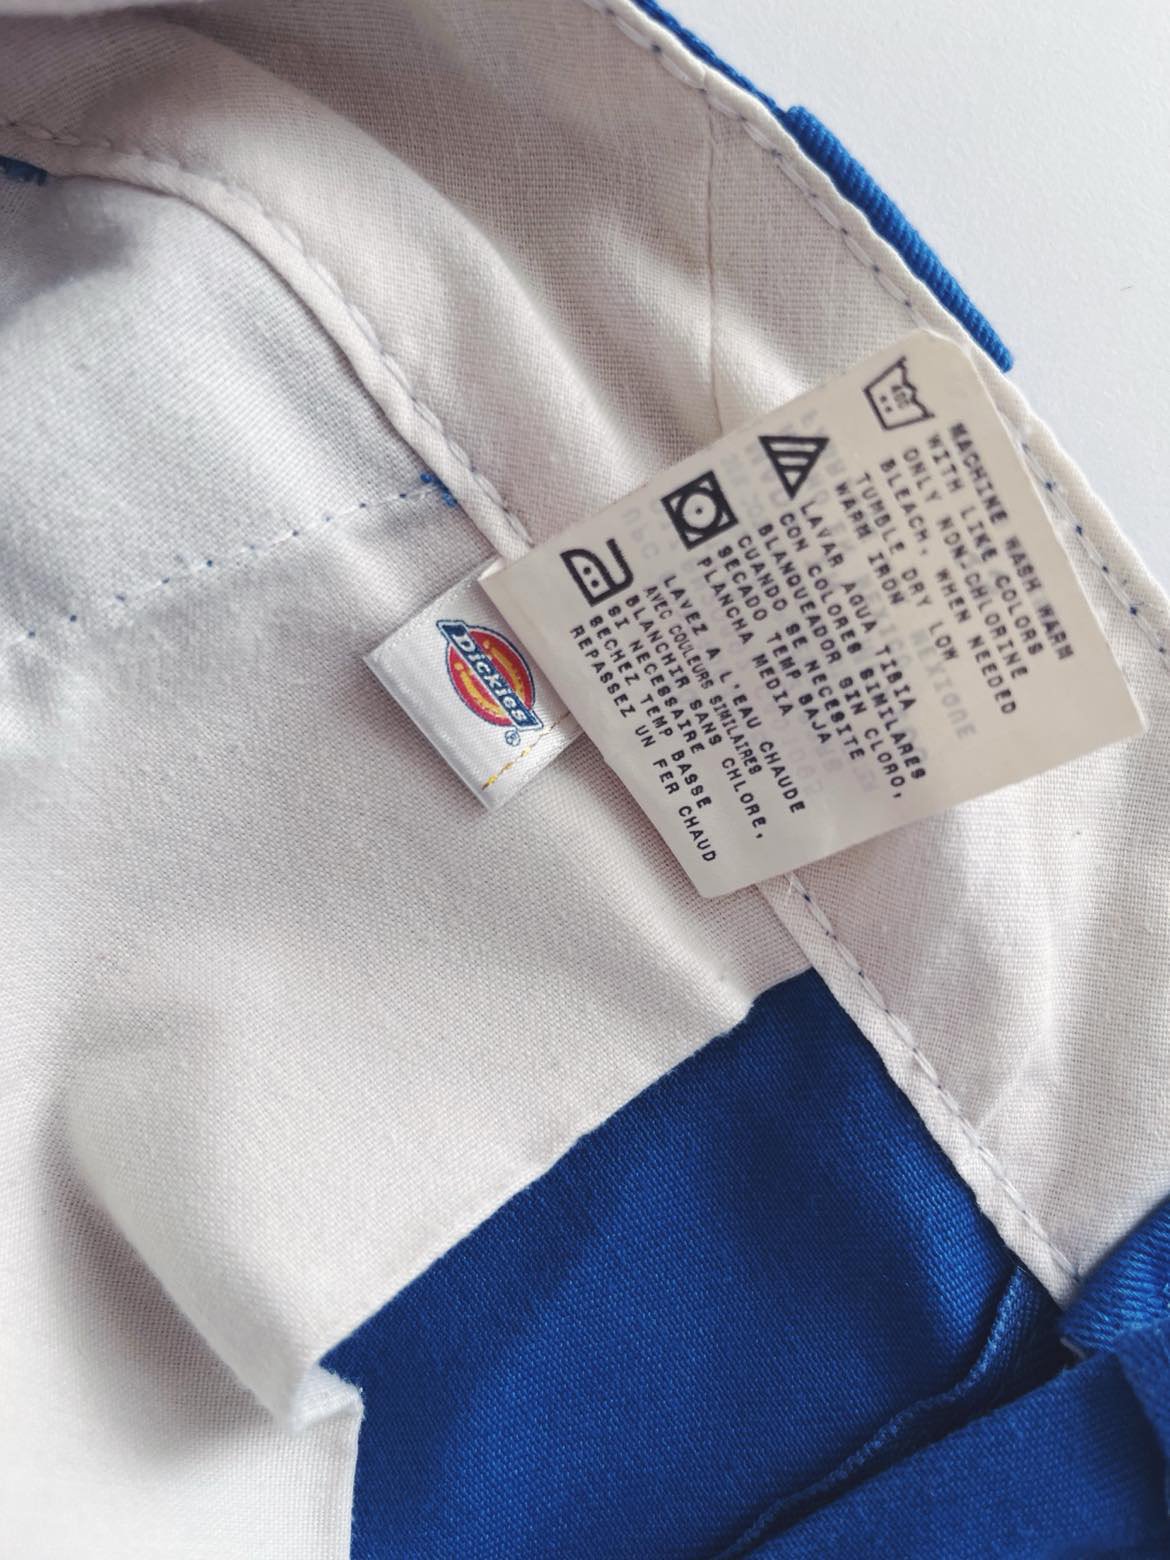 Dickies
®
40C
MACHINE WASH WARM
WITH LIKE COLORS
ONLY NON-CHLORINE
BLEACH, WHEN NEEDED
TUMBLE DRY LOW
WARM IRON
LAVAR AGUA TIBIA
CON COLORES SIMILARES
BLANQUEADOR SIN CLORO,
CUANDO SE NECESITE
SECADO TEMP BAJA
PLANCHA MEDIA
LAVEZ A L'EAU CHAUDE
AVEC COULEURS SIMILAIRES
BLANCHIR SANS CHLORE,
SI NECESSAIRE
SECHEZ TEMP BASSE
REPASSEZ UN FER CHAUD